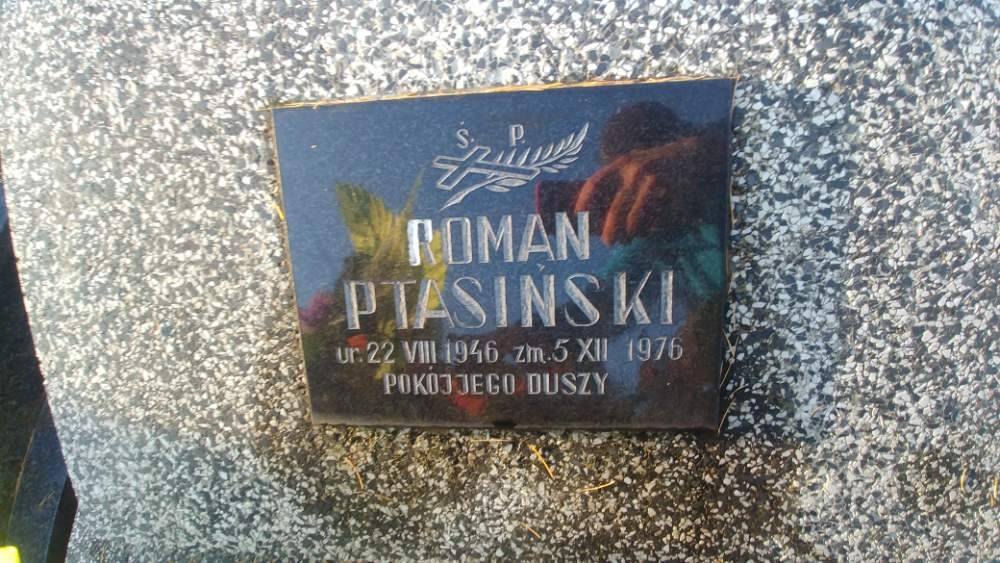 Ś. P.
ROMAN
PTASIŃSKI
ur. 22 VIII 1946 zm. 5 XII 1976
POKÓJ JEGO DUSZY